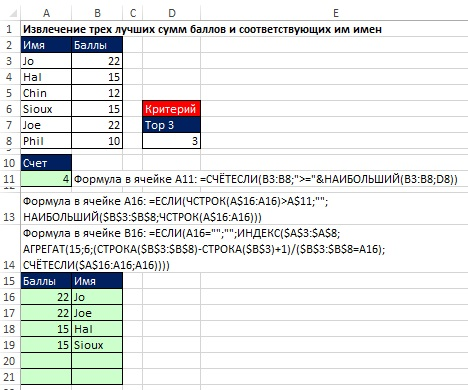 A B C D E
1 Извлечение трех лучших сумм баллов и соответствующих им имен
2 Имя Баллы
3 Jo 22
4 Hal 15
5 Chin 12
6 Sioux 15 Критерий
7 Joe 22 Top 3
8 Phil 10 3
9
10 Счет
11 4 Формула в ячейке A11: =СЧЁТЕСЛИ(B3:B8;">="&НАИБОЛЬШИЙ(B3:B8;D8))
12
Формула в ячейке A16: =ЕСЛИ(ЧСТРОК(A$16:A16)>A$11;"";
13 НАИБОЛЬШИЙ($B$3:$B$8;ЧСТРОК(A$16:A16)))
Формула в ячейке B16: =ЕСЛИ(A16="";"";ИНДЕКС($A$3:$A$8;
АГРЕГАТ(15;6;(СТРОКА($B$3:$B$8)-СТРОКА($B$3)+1)/($B$3:$B$8=A16);
14 СЧЁТЕСЛИ($A$16:A16;A16))))
15 Баллы Имя
16 22 Jo
17 22 Joe
18 15 Hal
19 15 Sioux
20
21